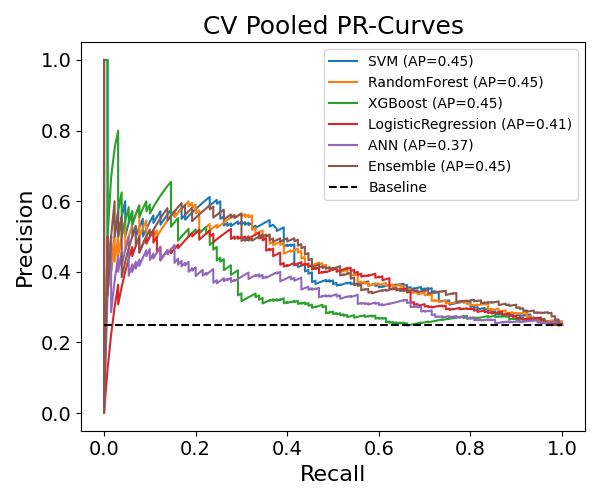 CV Pooled PR-Curves
SVM (AP=0.45)
RandomForest (AP=0.45)
XGBoost (AP=0.45)
LogisticRegression (AP=0.41)
ANN (AP=0.37)
Ensemble (AP=0.45)
Baseline
Precision
1.0
0.8
0.6
0.4
0.2
0.0
0.0 0.2 0.4 0.6 0.8 1.0
Recall